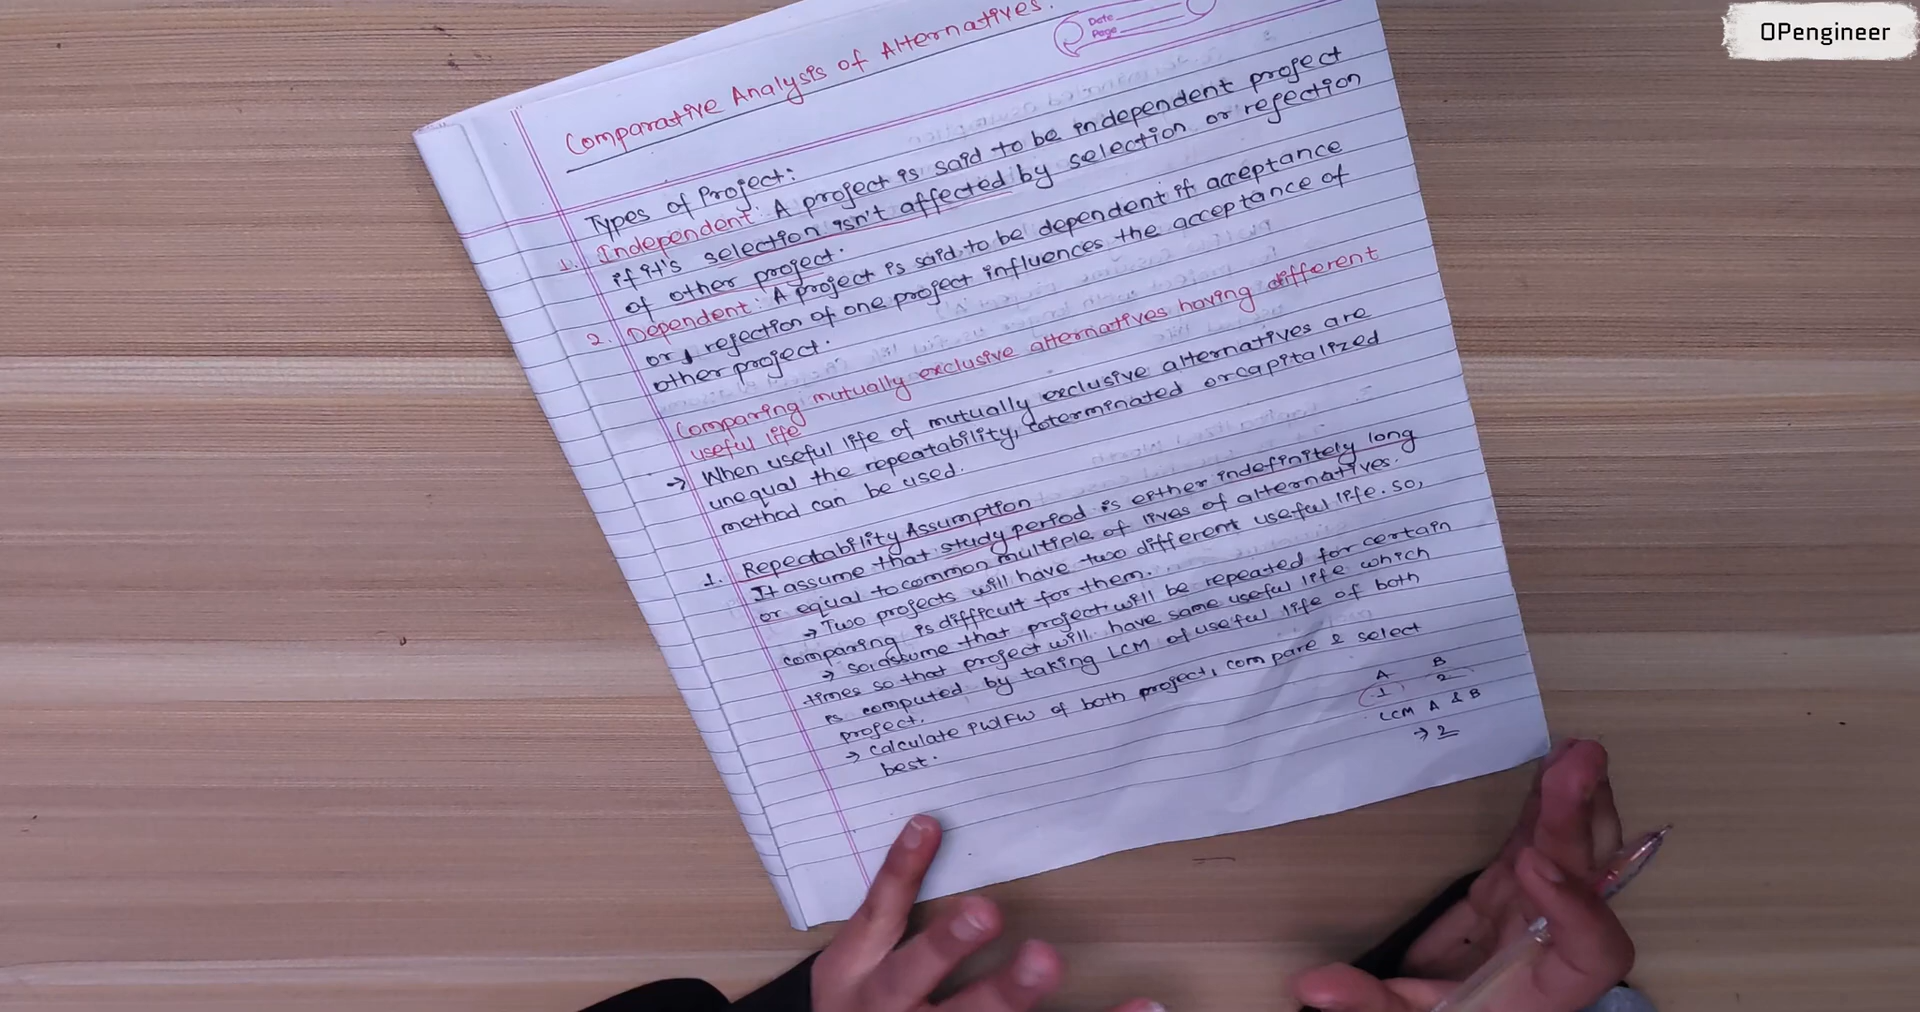 OPengineer
Comparative Analysis of Alternatives.
Date
Page
Types of Project:
1. Independent: A project is said to be independent project
if it's selection isn't affected by selection or rejection
of other project.
2. Dependent: A project is said to be dependent if acceptance
or, rejection of one project influences the acceptance of
other project.
Comparing mutually exclusive alternatives having different
useful life
→ When useful life of mutually exclusive alternatives are
unequal the repeatability, coterminated or capitalized
method can be used.
1. Repeatability Assumption
It assume that study period is either indefinitely long
or equal to common multiple of lives of alternatives.
→ Two projects will have two different useful life. so,
comparing is difficult for them.
→ so, assume that project will be repeated for certain
times so that project will have same useful life which
is computed by taking LCM of useful life of both
project.
→ Calculate PW/FW of both project, compare & select
best.
A B
1 2
LCM A & B
→ 2